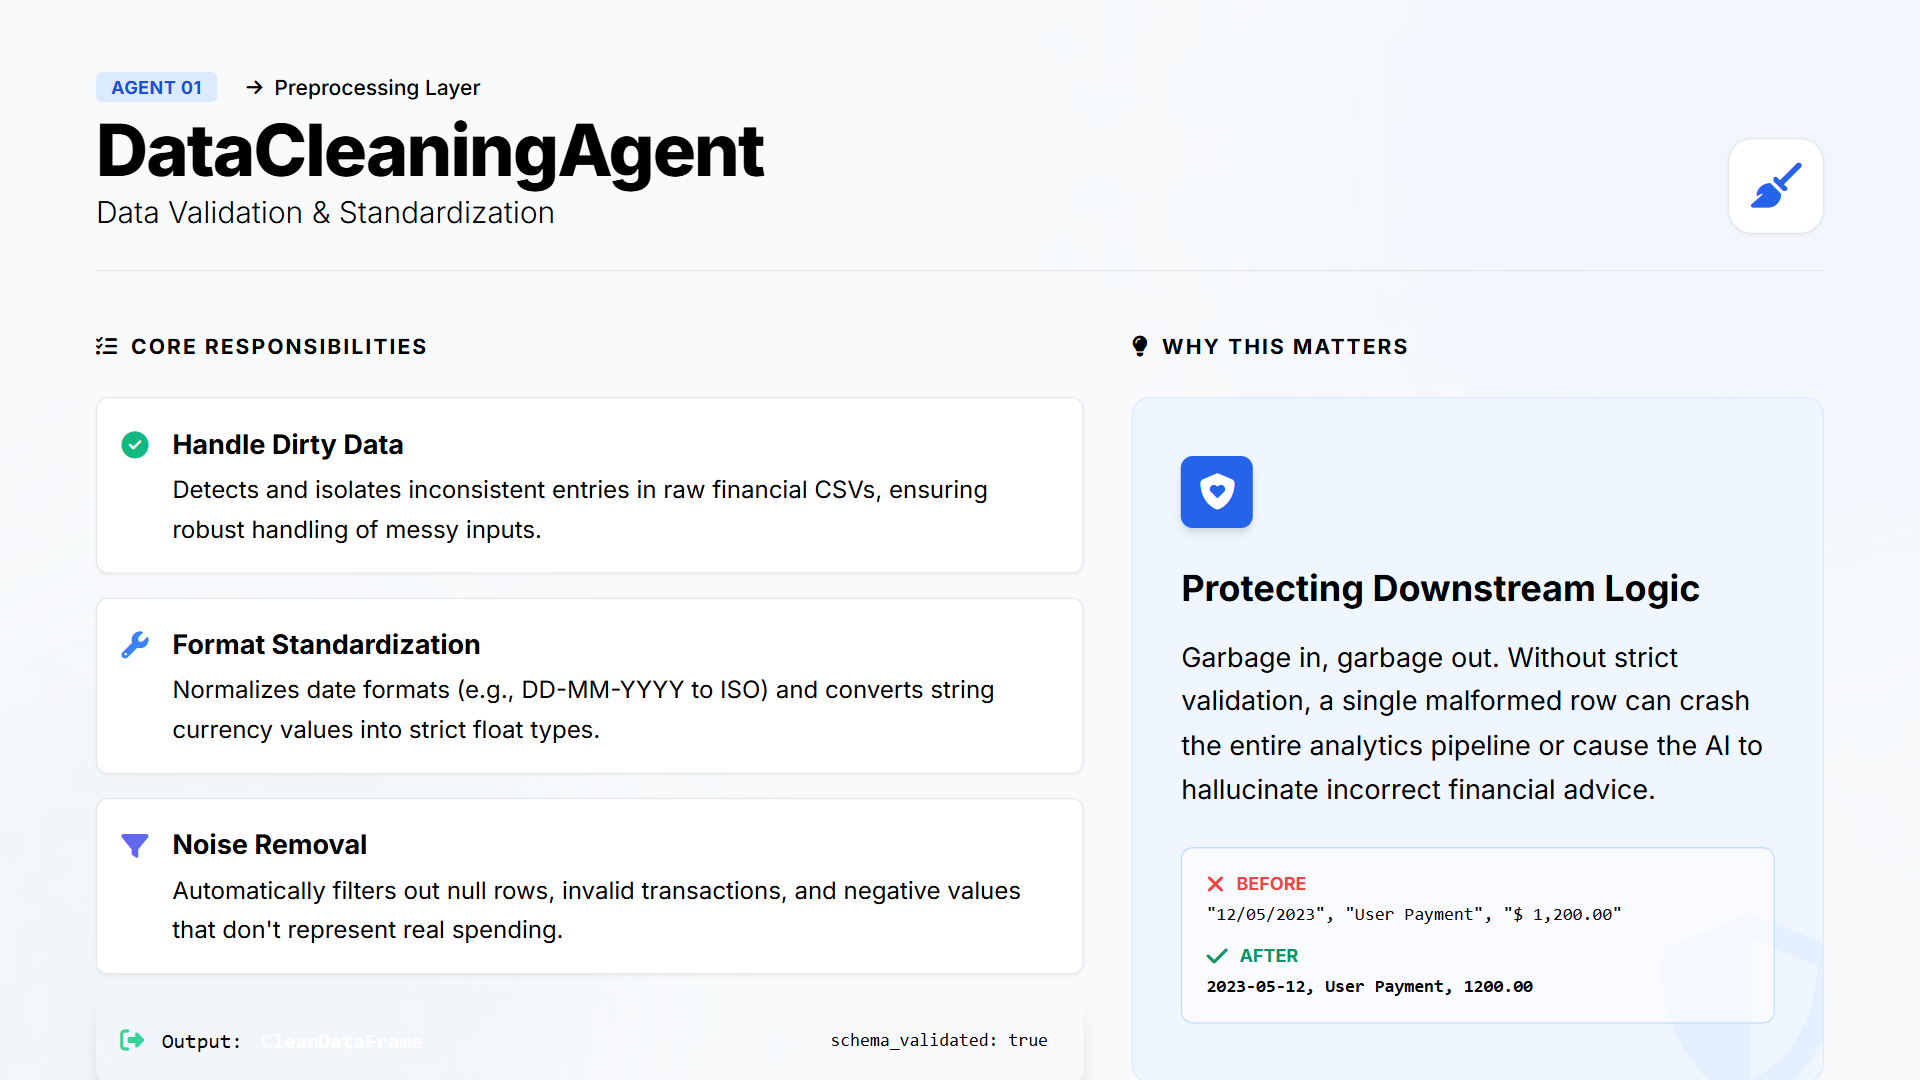 AGENT 01
→ Preprocessing Layer
DataCleaningAgent
Data Validation & Standardization
CORE RESPONSIBILITIES
Handle Dirty Data
Detects and isolates inconsistent entries in raw financial CSVs, ensuring
robust handling of messy inputs.
Format Standardization
Normalizes date formats (e.g., DD-MM-YYYY to ISO) and converts string
currency values into strict float types.
Noise Removal
Automatically filters out null rows, invalid transactions, and negative values
that don't represent real spending.
Output: CleanDataFrame
schema_validated: true
WHY THIS MATTERS
Protecting Downstream Logic
Garbage in, garbage out. Without strict
validation, a single malformed row can crash
the entire analytics pipeline or cause the AI to
hallucinate incorrect financial advice.
BEFORE
"12/05/2023", "User Payment", "$ 1,200.00"
AFTER
2023-05-12, User Payment, 1200.00